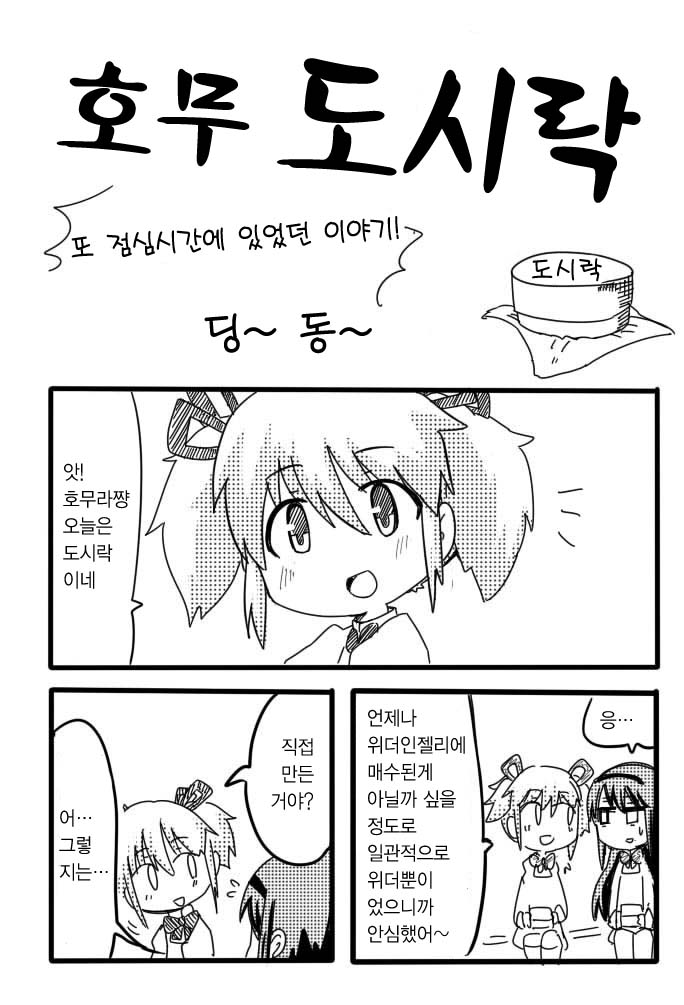 호무 도시락
또 점심시간에 있었던 이야기!
도시락
딩~ 동~
앗!
호무라쨩
오늘은
도시락
이네
직접
만든
거야?
어…
그렇
지는…
응…
언제나
위더인젤리에
매수된게
아닐까 싶을
정도로
일관적으로
위더뿐이
었으니까
안심했어~